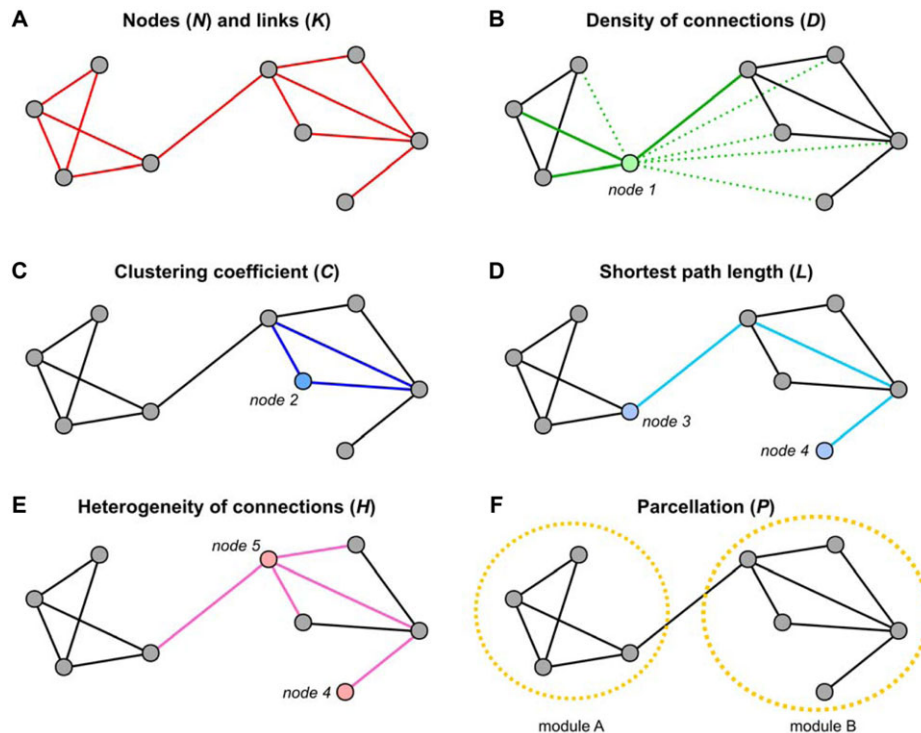 A Nodes (N) and links (K)
B Density of connections (D)
node 1
C Clustering coefficient (C)
node 2
D Shortest path length (L)
node 3
node 4
E Heterogeneity of connections (H)
node 5
node 4
F Parcellation (P)
module A
module B